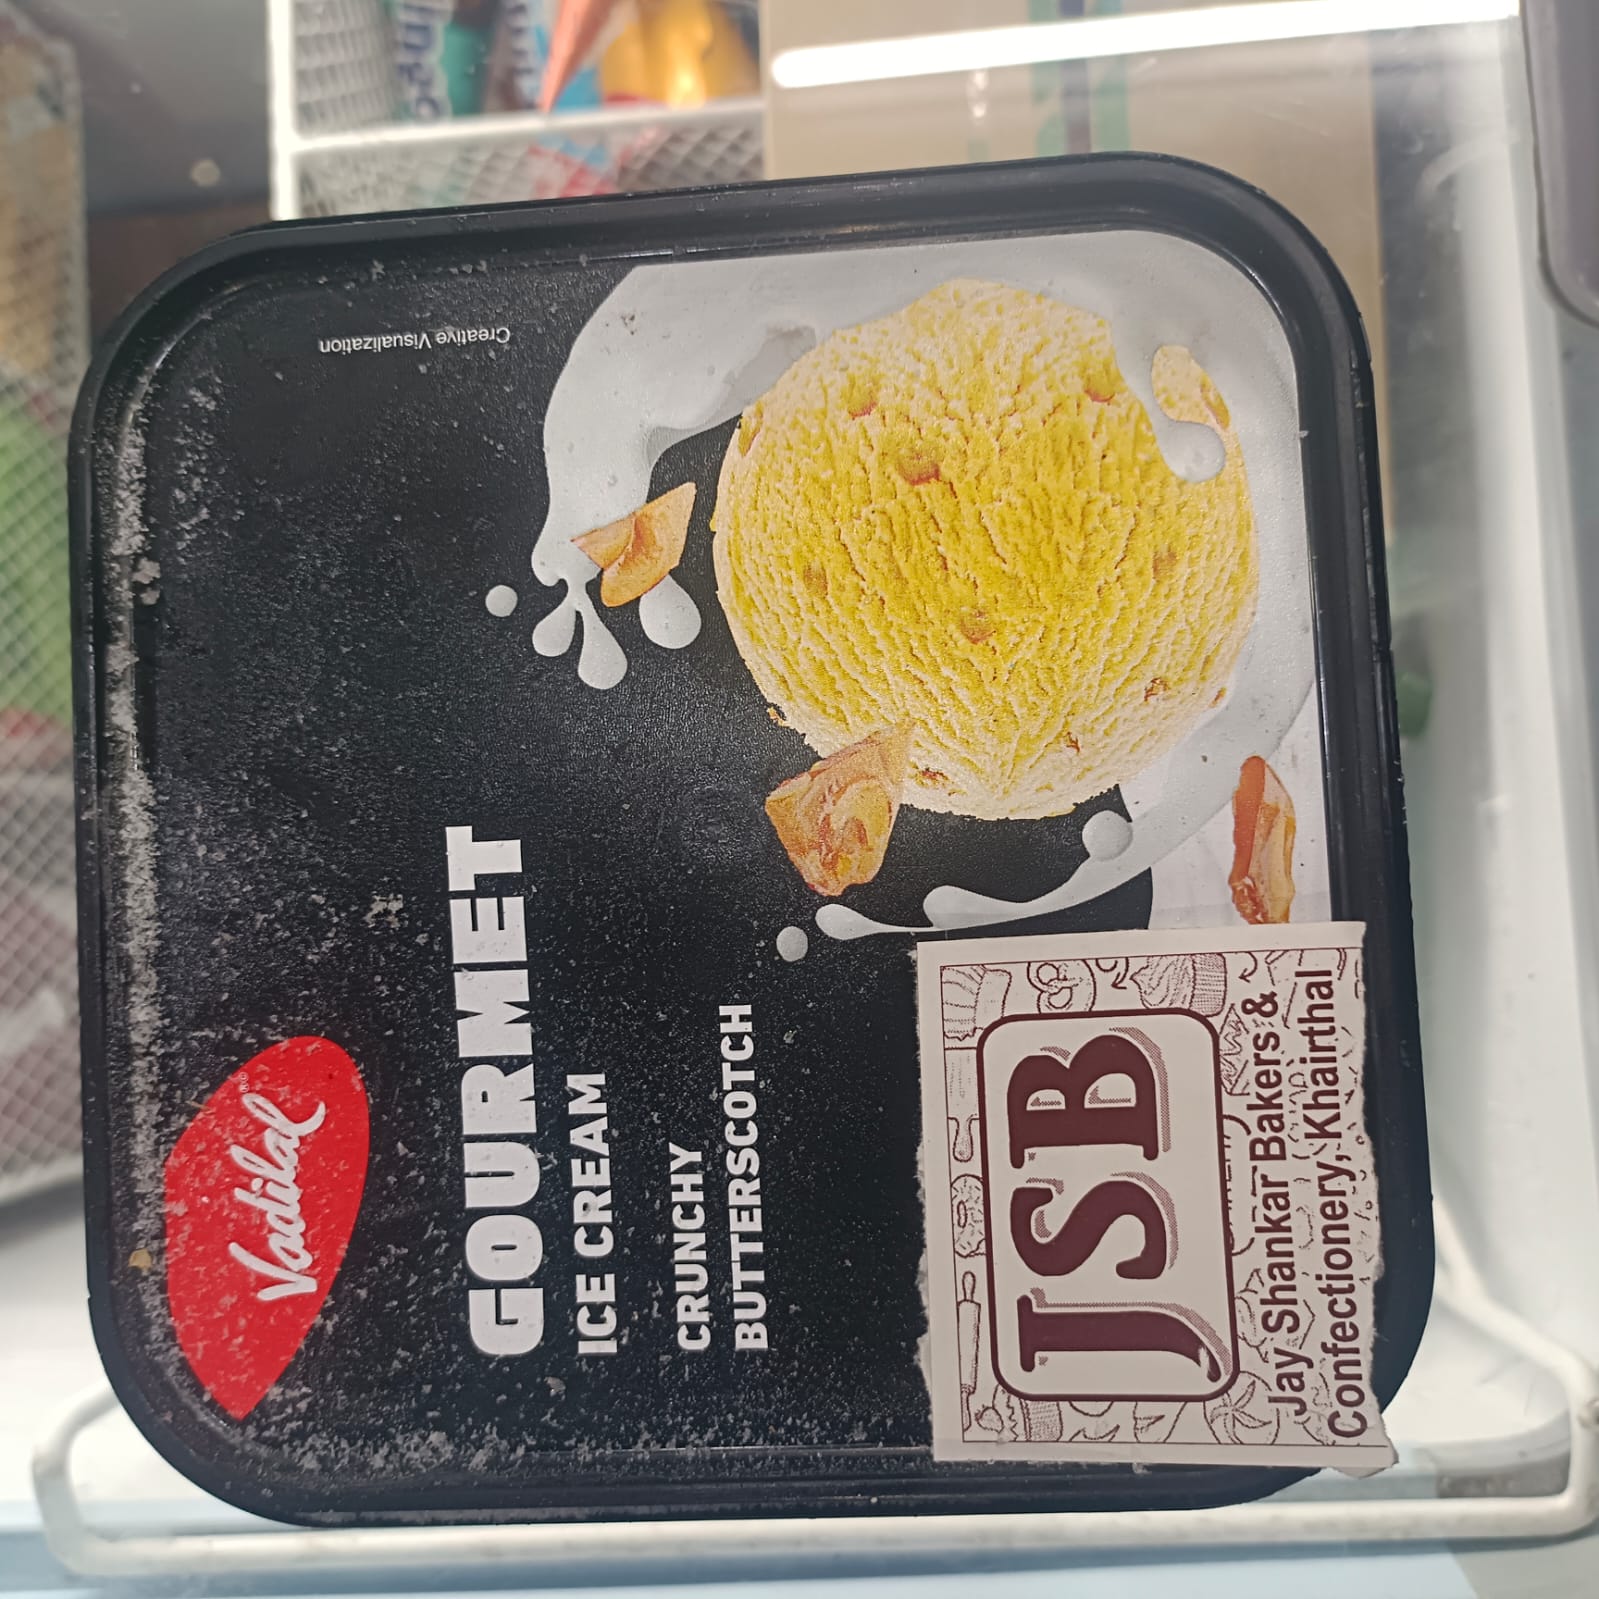 Vadilal
GOURMET
ICE CREAM
CRUNCHY
BUTTERSCOTCH
Creative Visualization
JSB
Jay Shankar Bakers &
Confectionery, Khairthal